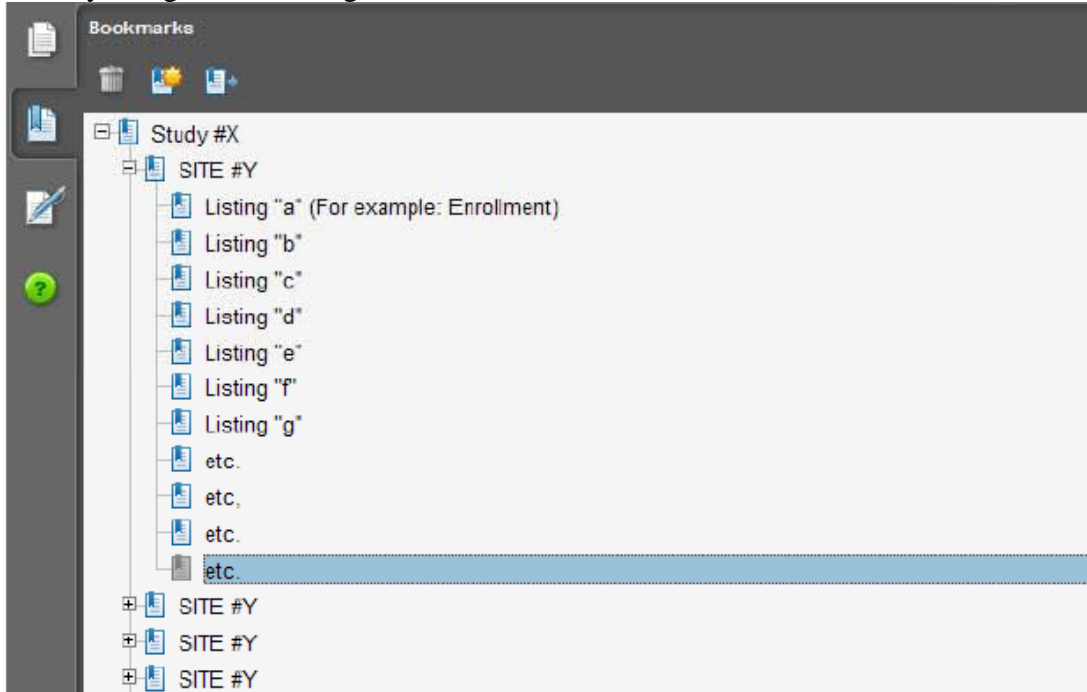 Bookmarks
Study #X
SITE #Y
Listing "a" (For example: Enrollment)
Listing "b"
Listing "c"
Listing "d"
Listing "e"
Listing "f"
Listing "g"
etc.
etc,
etc.
etc.
SITE #Y
SITE #Y
SITE #Y